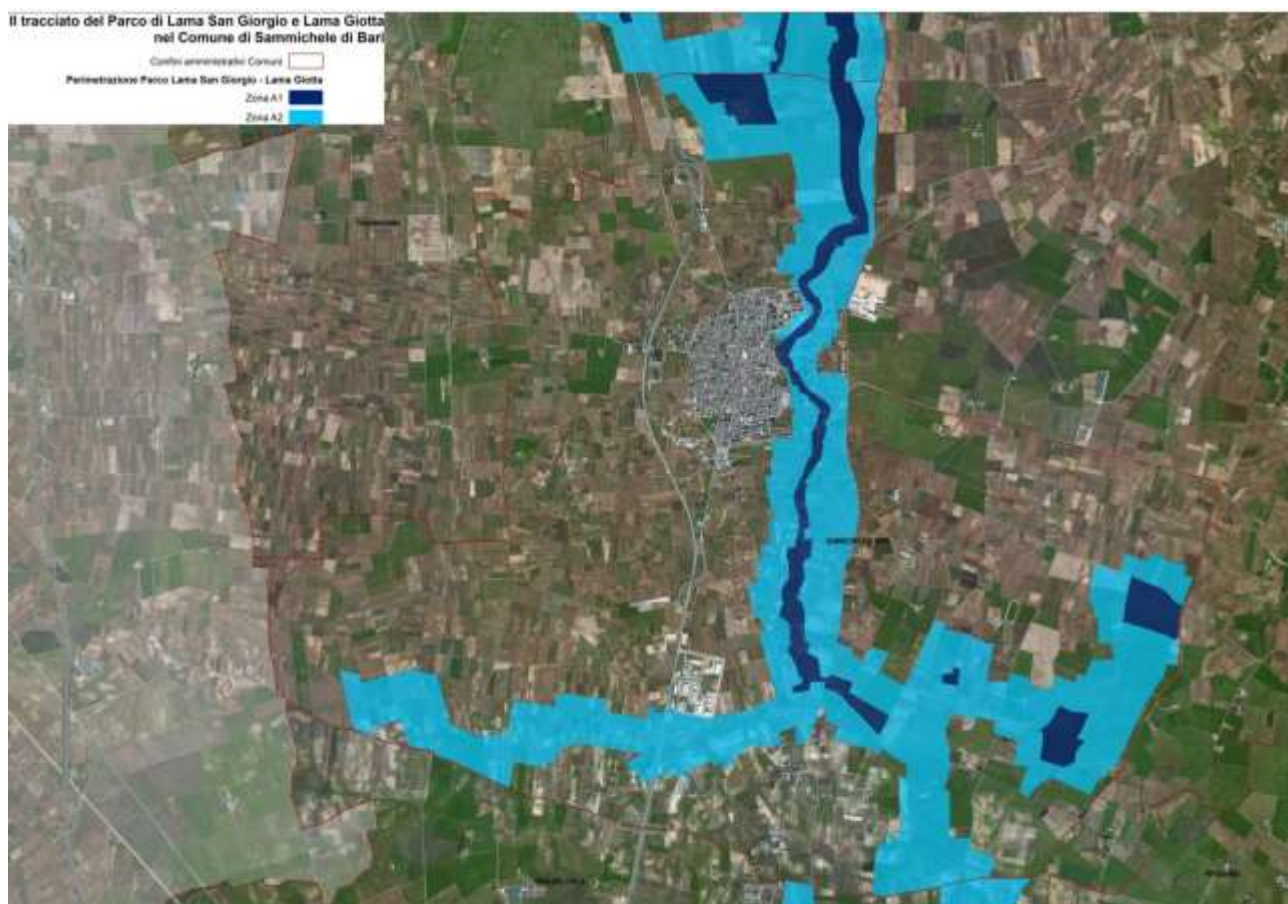 Il tracciato del Parco di Lama San Giorgio e Lama Giotta
nel Comune di Sammichele di Bari
Confini amministrativi Comuni
Perimetrazione Parco Lama San Giorgio - Lama Giotta
Zona A1
Zona A2